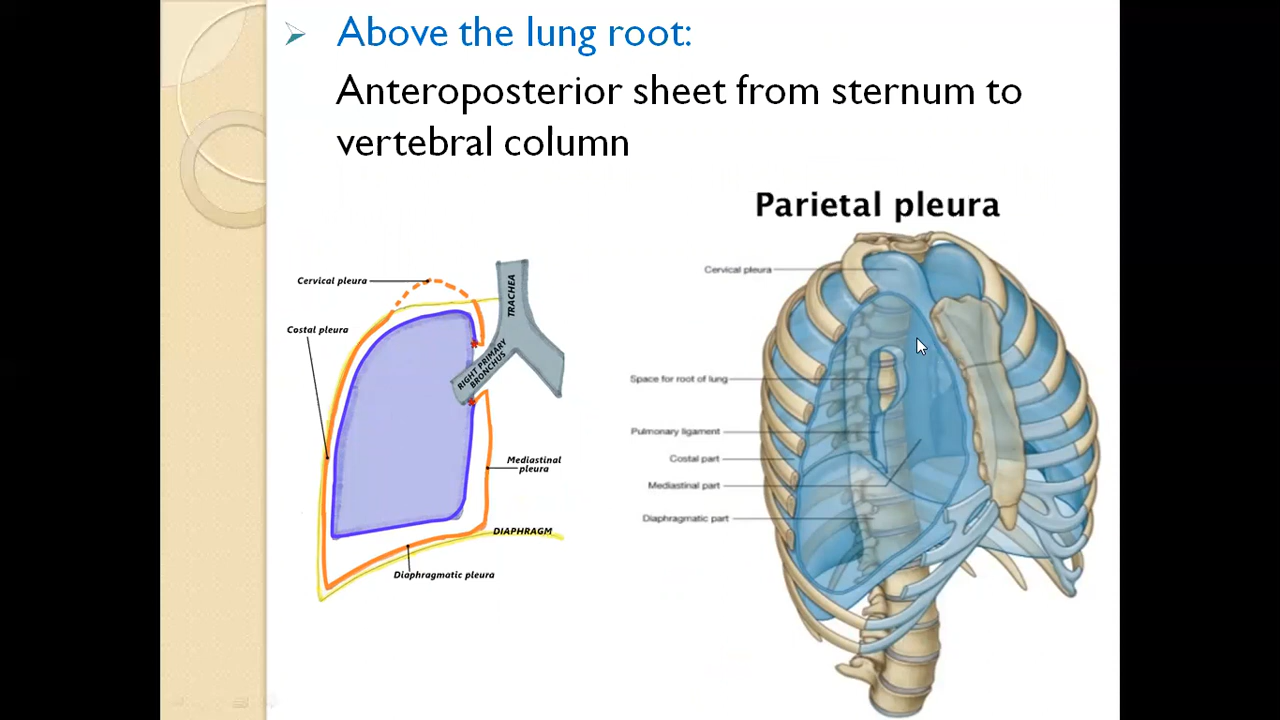 Above the lung root:
Anteroposterior sheet from sternum to
vertebral column
Parietal pleura
Cervical pleura
Costal pleura
TRACHEA
RIGHT PRIMARY
BRONCHUS
Mediastinal
pleura
DIAPHRAGM
Diaphragmatic pleura
Cervical pleura
Space for root of lung
Pulmonary ligament
Costal part
Mediastinal part
Diaphragmatic part